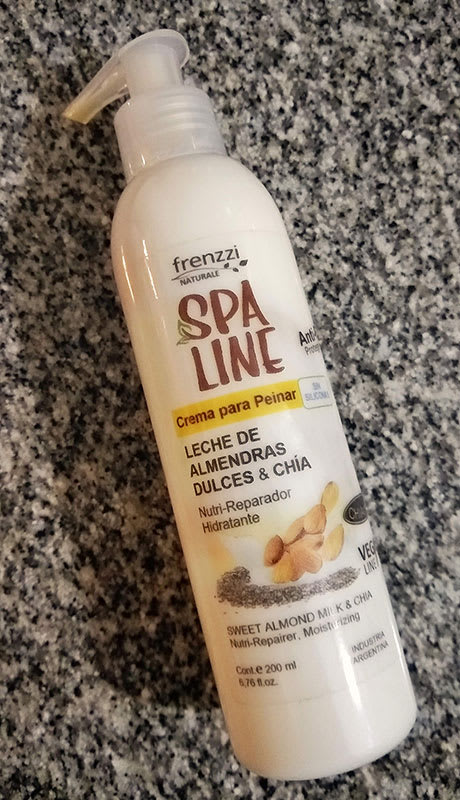 frenzzi
NATURALE
SPA
LINE
Crema para Peinar
SIN
LECHE DE
ALMENDRAS
DULCES & CHÍA
Nutri-Reparador
Hidratante
LINE
SWEET ALMOND MILK & CHIA
Nutri-Repairer, Moisturizing
INDUSTRIA
ARGENTINA
Cont.e 200 ml
6.76 fl.oz.